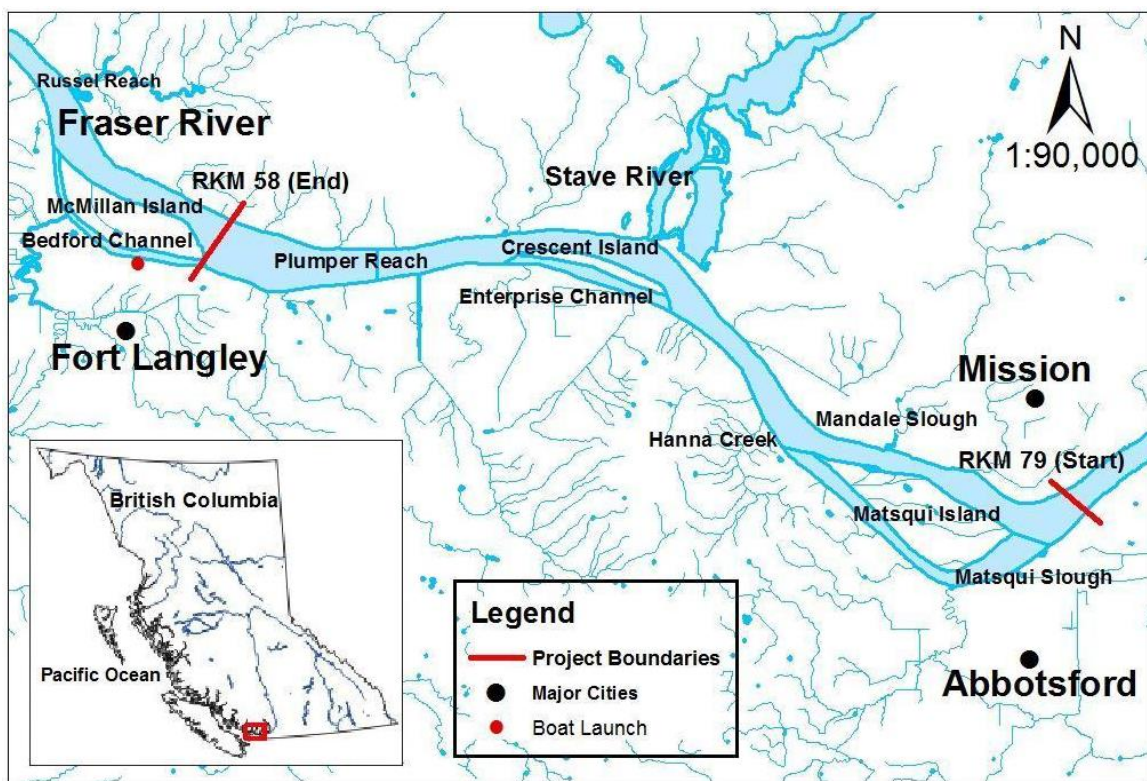 Russel Reach
Fraser River
N
1:90,000
RKM 58 (End)
Stave River
McMillan Island
Bedford Channel
Crescent Island
Plumper Reach
Enterprise Channel
Fort Langley
Mission
Mandale Slough
Hanna Creek
RKM 79 (Start)
Matsqui Island
Matsqui Slough
Abbotsford
British Columbia
Pacific Ocean
Legend
Project Boundaries
Major Cities
Boat Launch